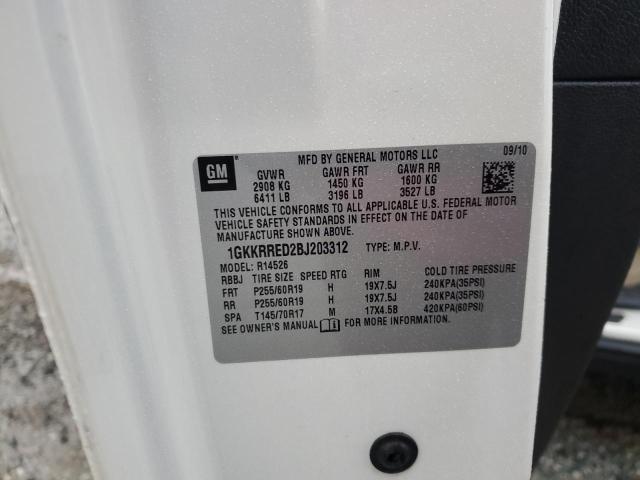 GM
MFD BY GENERAL MOTORS LLC 09/10
GVWR GAWR FRT GAWR RR
2908 KG 1450 KG 1600 KG
6411 LB 3196 LB 3527 LB
THIS VEHICLE CONFORMS TO ALL APPLICABLE U.S. FEDERAL MOTOR
VEHICLE SAFETY STANDARDS IN EFFECT ON THE DATE OF
MANUFACTURE SHOWN ABOVE.
1GKKRRED2BJ203312 TYPE: M.P.V.
MODEL: R14526
RBBJ TIRE SIZE SPEED RTG RIM COLD TIRE PRESSURE
FRT P255/60R19 H 19X7.5J 240KPA(35PSI)
RR P255/60R19 H 19X7.5J 240KPA(35PSI)
SPA T145/70R17 M 17X4.5B 420KPA(60PSI)
SEE OWNER'S MANUAL FOR MORE INFORMATION.